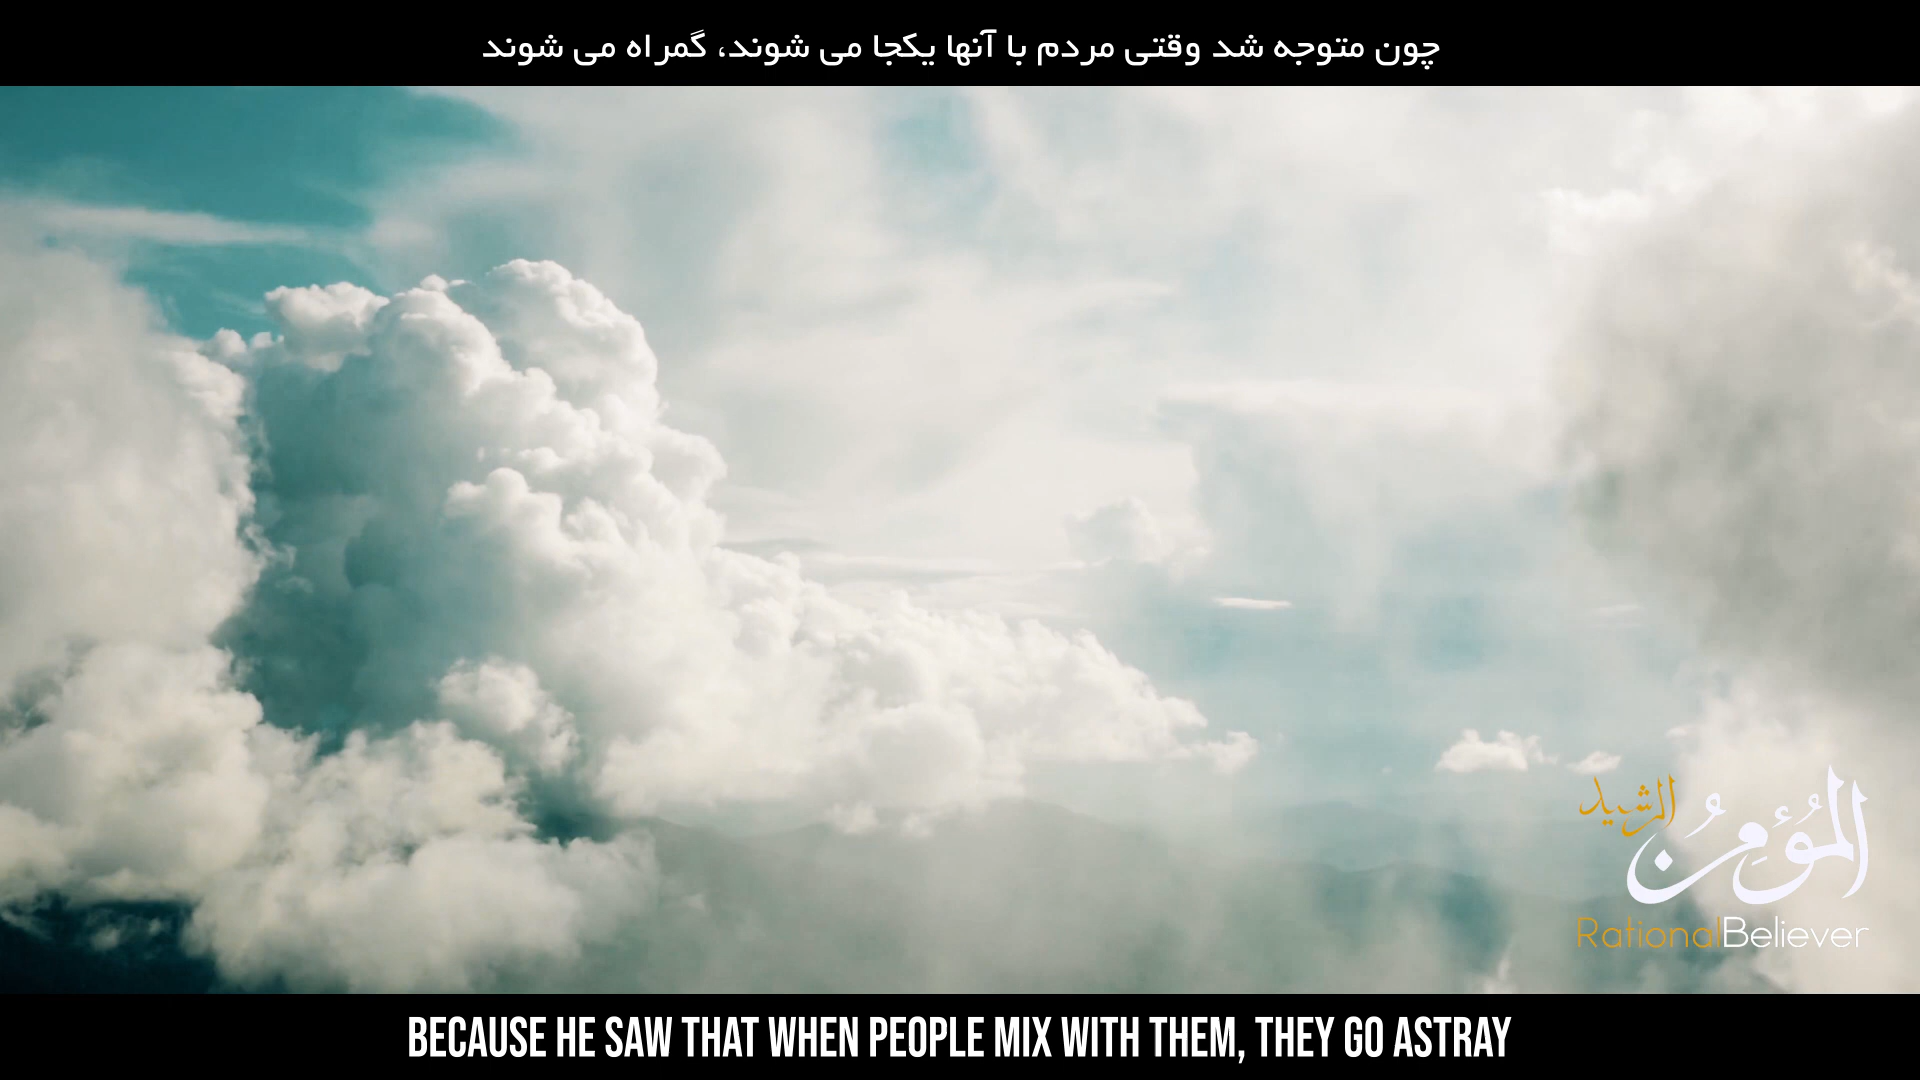 چون متوجه شد وقتی مردم با آنها یکجا می شوند، گمراه می شوند
المؤمن الرشيد
RationalBeliever
BECAUSE HE SAW THAT WHEN PEOPLE MIX WITH THEM, THEY GO ASTRAY